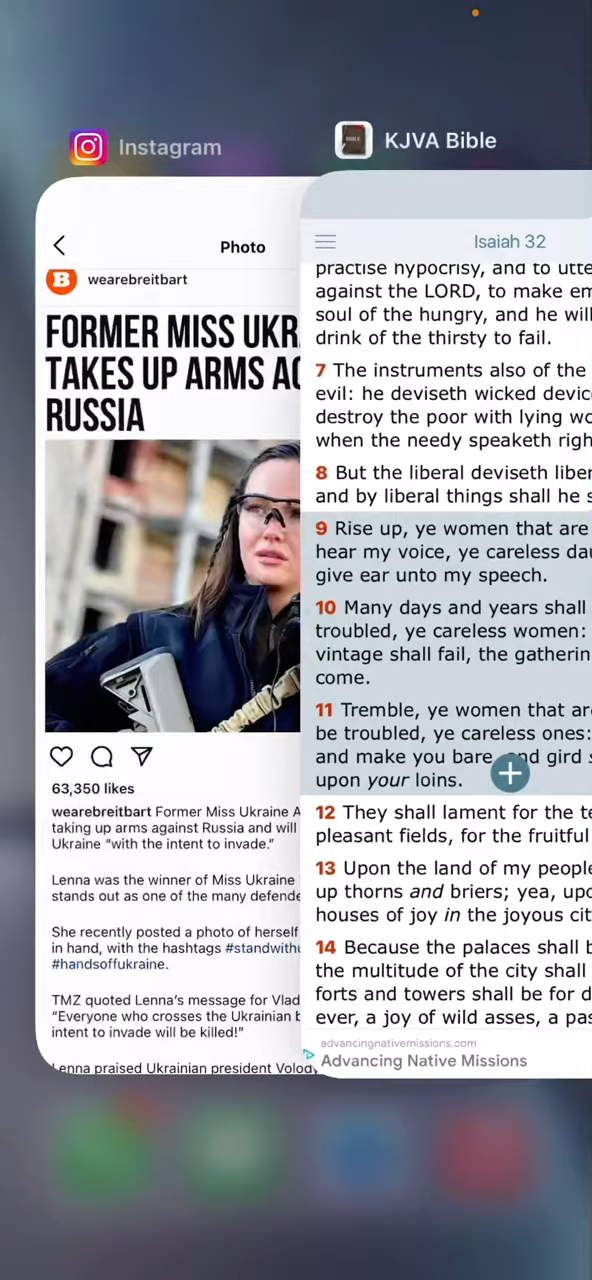 Instagram
KJVA Bible
Photo
wearebreitbart
FORMER MISS UKR
TAKES UP ARMS AG
RUSSIA
63,350 likes
wearebreitbart Former Miss Ukraine A
taking up arms against Russia and will
Ukraine “with the intent to invade.”
Lenna was the winner of Miss Ukraine
stands out as one of the many defende
She recently posted a photo of herself
in hand, with the hashtags #standwithu
#handsoffukraine.
TMZ quoted Lenna’s message for Vlad
“Everyone who crosses the Ukrainian b
intent to invade will be killed!”
Lenna praised Ukrainian president Volody
Isaiah 32
practise hypocrisy, and to utte
against the LORD, to make em
soul of the hungry, and he will
drink of the thirsty to fail.
7 The instruments also of the
evil: he deviseth wicked device
destroy the poor with lying wo
when the needy speaketh righ
8 But the liberal deviseth liber
and by liberal things shall he s
9 Rise up, ye women that are
hear my voice, ye careless dau
give ear unto my speech.
10 Many days and years shall
troubled, ye careless women:
vintage shall fail, the gatherin
come.
11 Tremble, ye women that are
be troubled, ye careless ones:
and make you bare, and gird s
upon your loins.
12 They shall lament for the te
pleasant fields, for the fruitful
13 Upon the land of my people
up thorns and briers; yea, upo
houses of joy in the joyous cit
14 Because the palaces shall b
the multitude of the city shall
forts and towers shall be for d
ever, a joy of wild asses, a pas
advancingnativemissions.com
Advancing Native Missions